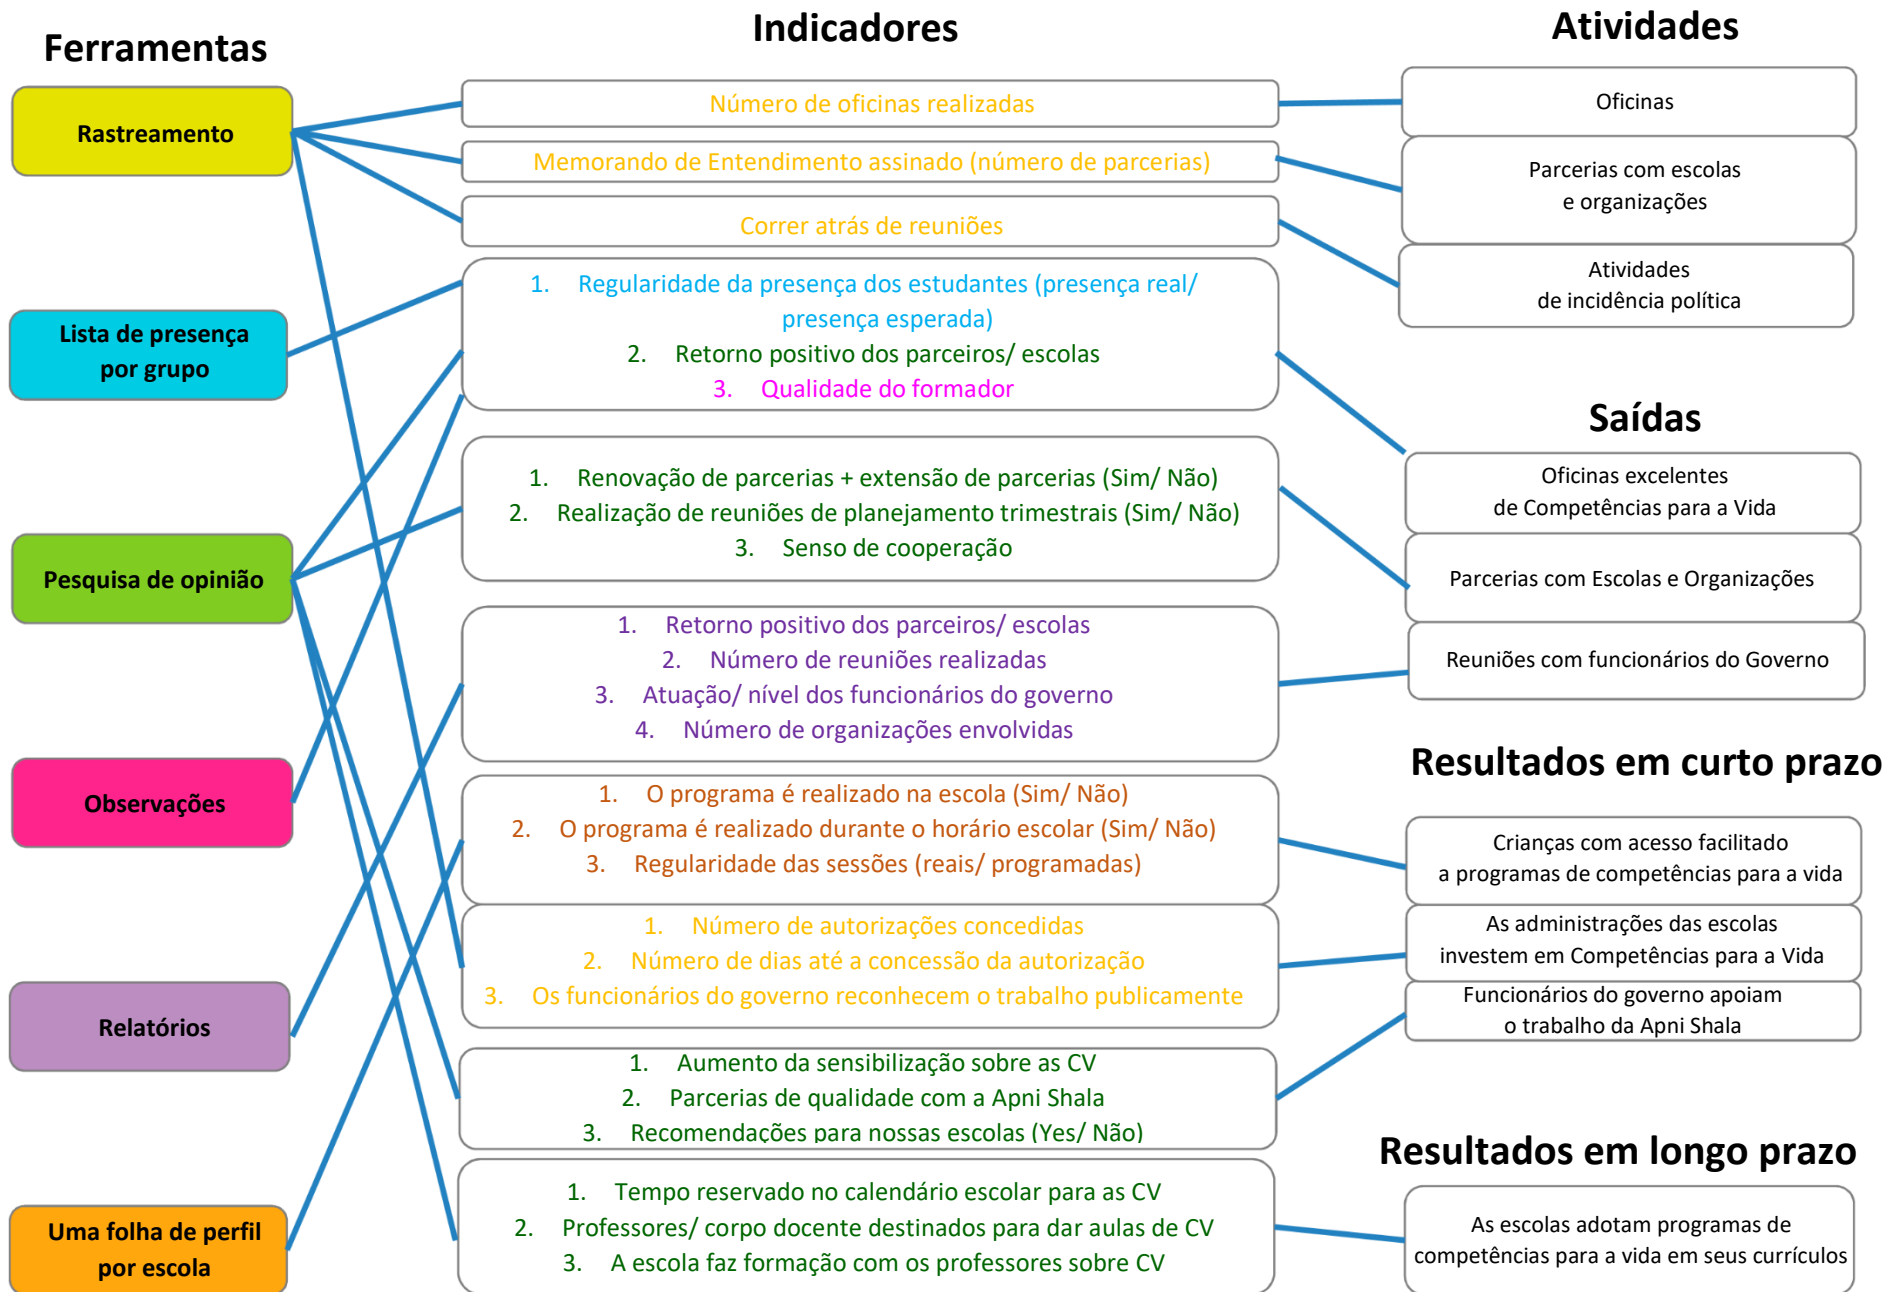 Ferramentas
Rastreamento
Lista de presença
por grupo
Pesquisa de opinião
Observações
Relatórios
Uma folha de perfil
por escola
Indicadores
Número de oficinas realizadas
Memorando de Entendimento assinado (número de parcerias)
Correr atrás de reuniões
1. Regularidade da presença dos estudantes (presença real/
presença esperada)
2. Retorno positivo dos parceiros/ escolas
3. Qualidade do formador
1. Renovação de parcerias + extensão de parcerias (Sim/ Não)
2. Realização de reuniões de planejamento trimestrais (Sim/ Não)
3. Senso de cooperação
1. Retorno positivo dos parceiros/ escolas
2. Número de reuniões realizadas
3. Atuação/ nível dos funcionários do governo
4. Número de organizações envolvidas
1. O programa é realizado na escola (Sim/ Não)
2. O programa é realizado durante o horário escolar (Sim/ Não)
3. Regularidade das sessões (reais/ programadas)
1. Número de autorizações concedidas
2. Número de dias até a concessão da autorização
3. Os funcionários do governo reconhecem o trabalho publicamente
1. Aumento da sensibilização sobre as CV
2. Parcerias de qualidade com a Apni Shala
3. Recomendações para nossas escolas (Yes/ Não)
1. Tempo reservado no calendário escolar para as CV
2. Professores/ corpo docente destinados para dar aulas de CV
3. A escola faz formação com os professores sobre CV
Atividades
Oficinas
Parcerias com escolas
e organizações
Atividades
de incidência política
Saídas
Oficinas excelentes
de Competências para a Vida
Parcerias com Escolas e Organizações
Reuniões com funcionários do Governo
Resultados em curto prazo
Crianças com acesso facilitado
a programas de competências para a vida
As administrações das escolas
investem em Competências para a Vida
Funcionários do governo apoiam
o trabalho da Apni Shala
Resultados em longo prazo
As escolas adotam programas de
competências para a vida em seus currículos